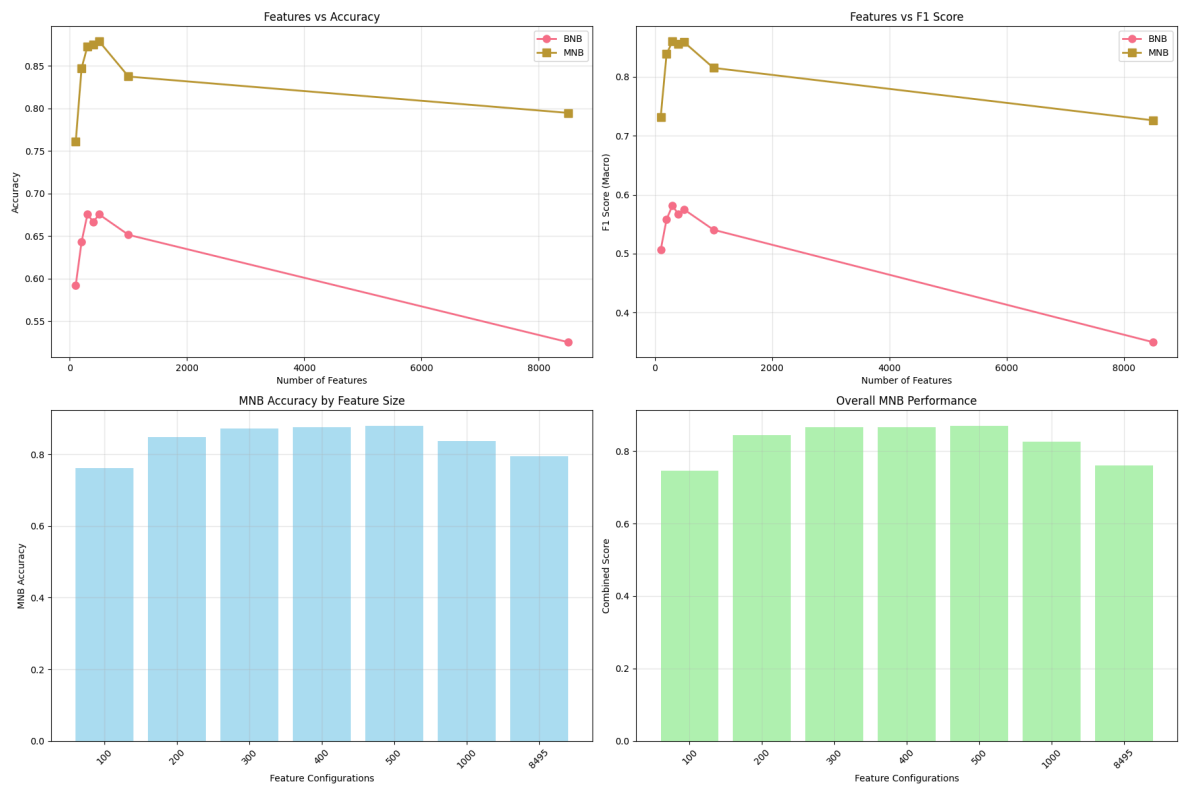 Features vs Accuracy
Accuracy
0.85
0.80
0.75
0.70
0.65
0.60
0.55
BNB
MNB
0 2000 4000 6000 8000
Number of Features
Features vs F1 Score
F1 Score (Macro)
0.8
0.7
0.6
0.5
0.4
BNB
MNB
0 2000 4000 6000 8000
Number of Features
MNB Accuracy by Feature Size
MNB Accuracy
0.8
0.6
0.4
0.2
0.0
100 200 300 400 500 1000 8495
Feature Configurations
Overall MNB Performance
Combined Score
0.8
0.6
0.4
0.2
0.0
100 200 300 400 500 1000 8495
Feature Configurations